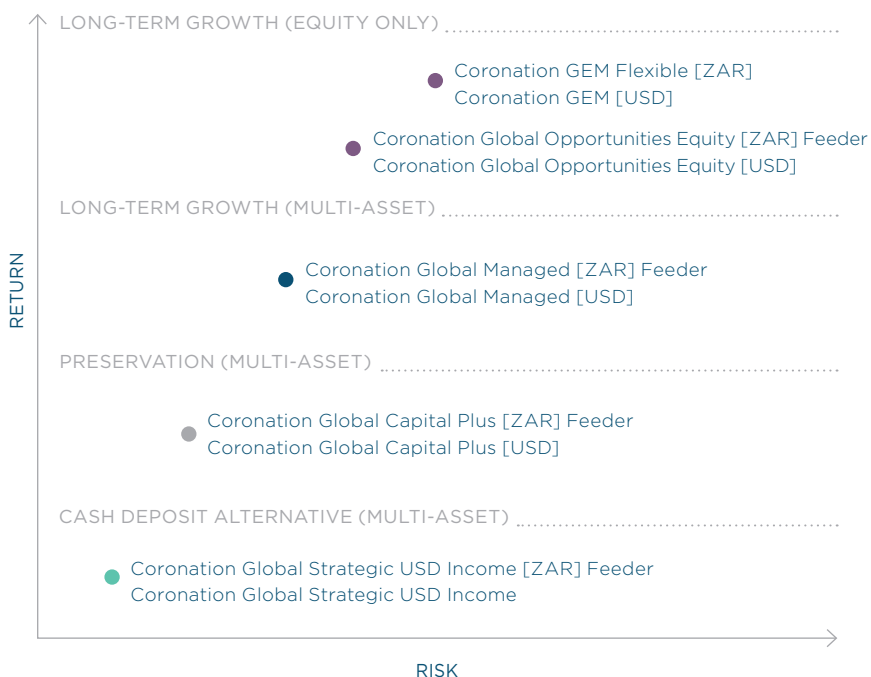 LONG-TERM GROWTH (EQUITY ONLY)
Coronation GEM Flexible [ZAR]
Coronation GEM [USD]
Coronation Global Opportunities Equity [ZAR] Feeder
Coronation Global Opportunities Equity [USD]
LONG-TERM GROWTH (MULTI-ASSET)
Coronation Global Managed [ZAR] Feeder
Coronation Global Managed [USD]
RETURN
PRESERVATION (MULTI-ASSET)
Coronation Global Capital Plus [ZAR] Feeder
Coronation Global Capital Plus [USD]
CASH DEPOSIT ALTERNATIVE (MULTI-ASSET)
Coronation Global Strategic USD Income [ZAR] Feeder
Coronation Global Strategic USD Income
RISK